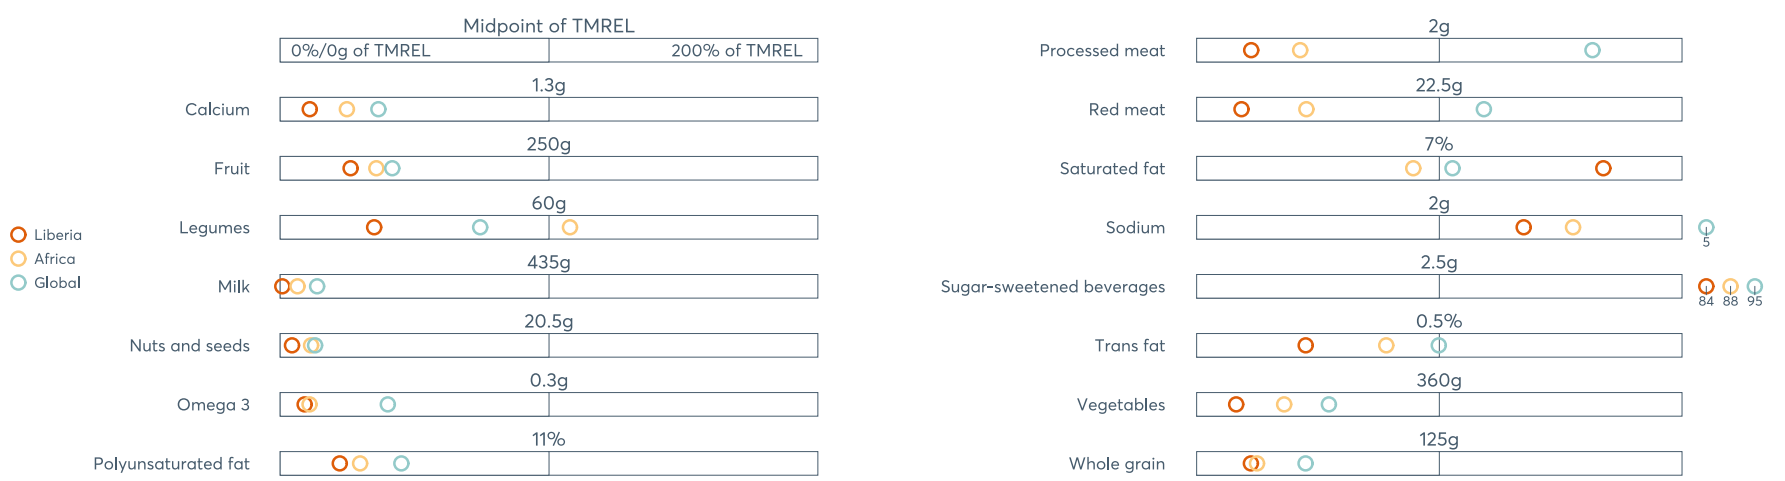 Midpoint of TMREL
0%/0g of TMREL 200% of TMREL
1.3g
Calcium
250g
Fruit
60g
Legumes
435g
Milk
20.5g
Nuts and seeds
0.3g
Omega 3
11%
Polyunsaturated fat
Liberia
Africa
Global
2g
Processed meat
22.5g
Red meat
7%
Saturated fat
2g
Sodium
5
2.5g
Sugar-sweetened beverages
84 88 95
0.5%
Trans fat
360g
Vegetables
125g
Whole grain